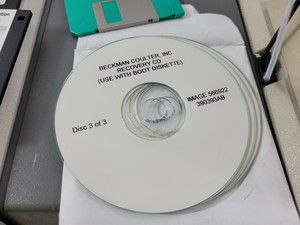 BECKMAN COULTER, INC.
RECOVERY CD
(USE WITH BOOT DISKETTE)
Disc 3 of 3
IMAGE 566922
390393AB